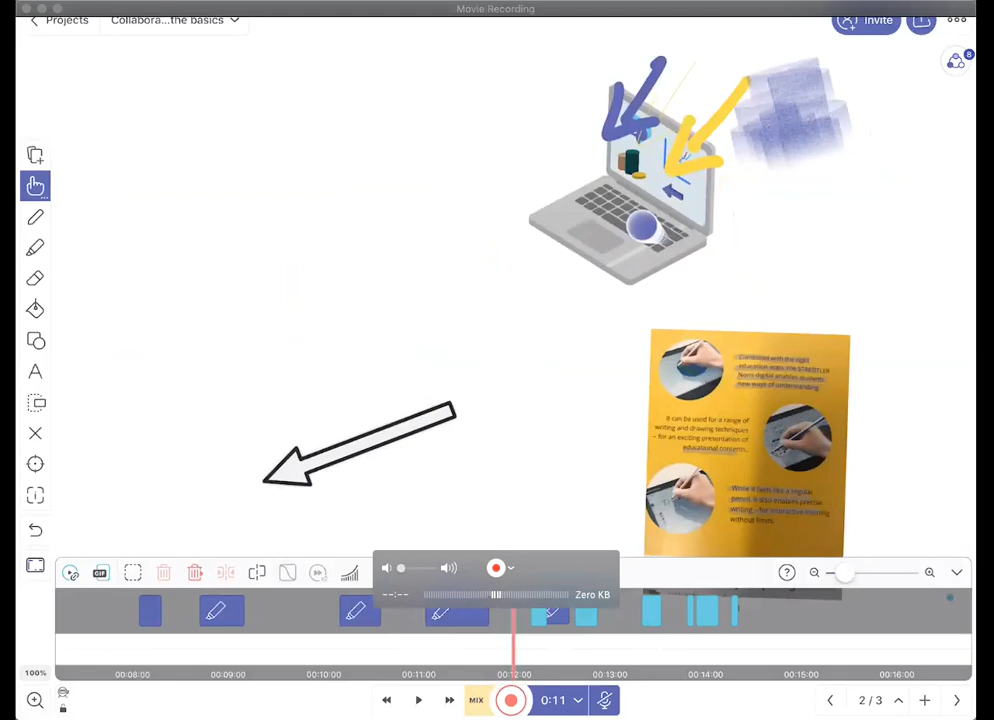 Movie Recording
Projects
Collabora...the basics
Invite
8
Combined with the right
education apps, the STAEDTLER
Noris digital enables students
new ways of understanding.
It can be used for a range of
writing and drawing techniques
– for an exciting presentation of
educational contents.
While it feels like a regular
pencil, it also enables precise
writing – for interactive learning
without limits.
A
GIF
?
--:--
Zero KB
100%
00:08:00
00:09:00
00:10:00
00:11:00
00:12:00
00:13:00
00:14:00
00:15:00
00:16:00
MIX
0:11
2 / 3